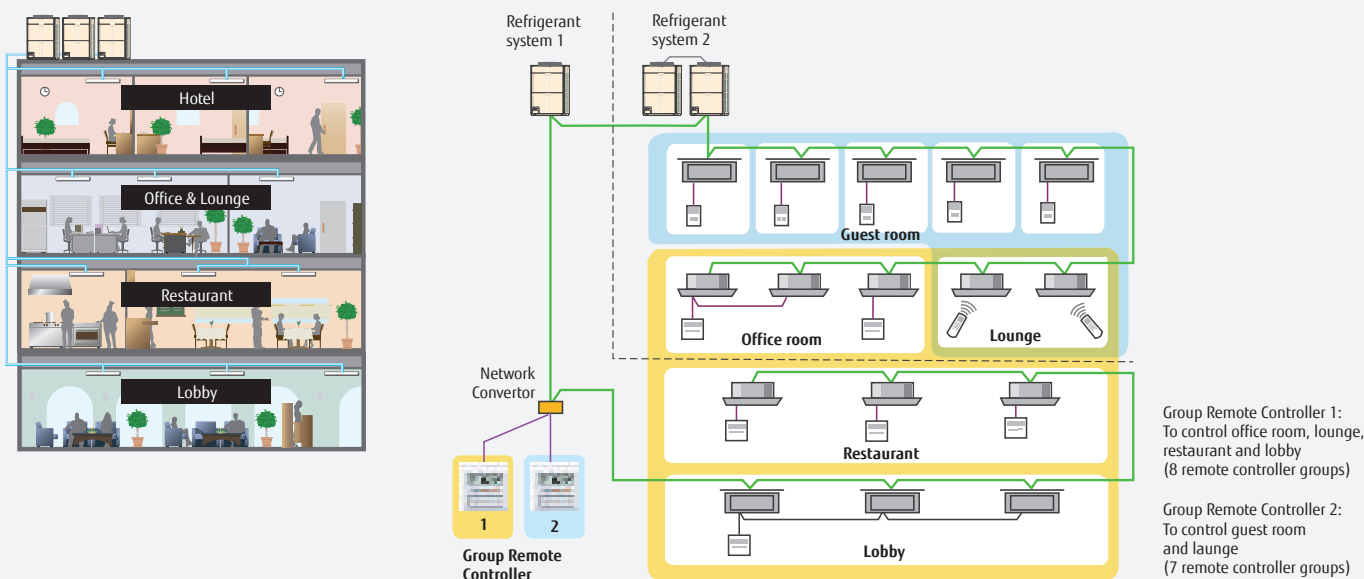 Hotel
Office & Lounge
Restaurant
Lobby
Refrigerant
system 1
Refrigerant
system 2
Guest room
Office room
Lounge
Network
Convertor
Restaurant
1
2
Group Remote
Controller
Lobby
Group Remote Controller 1:
To control office room, lounge,
restaurant and lobby
(8 remote controller groups)
Group Remote Controller 2:
To control guest room
and launge
(7 remote controller groups)